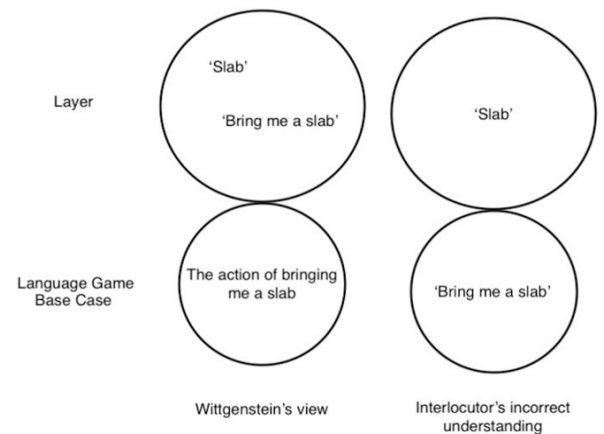 Layer
‘Slab’
‘Bring me a slab’
‘Slab’
Language Game
Base Case
The action of bringing
me a slab
‘Bring me a slab’
Wittgenstein’s view
Interlocutor’s incorrect
understanding